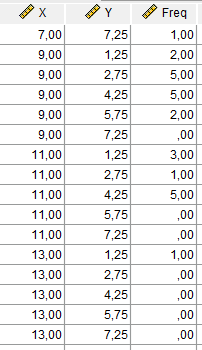 X Y Freq
7,00 7,25 1,00
9,00 1,25 2,00
9,00 2,75 5,00
9,00 4,25 5,00
9,00 5,75 2,00
9,00 7,25 ,00
11,00 1,25 3,00
11,00 2,75 1,00
11,00 4,25 5,00
11,00 5,75 ,00
11,00 7,25 ,00
13,00 1,25 1,00
13,00 2,75 ,00
13,00 4,25 ,00
13,00 5,75 ,00
13,00 7,25 ,00